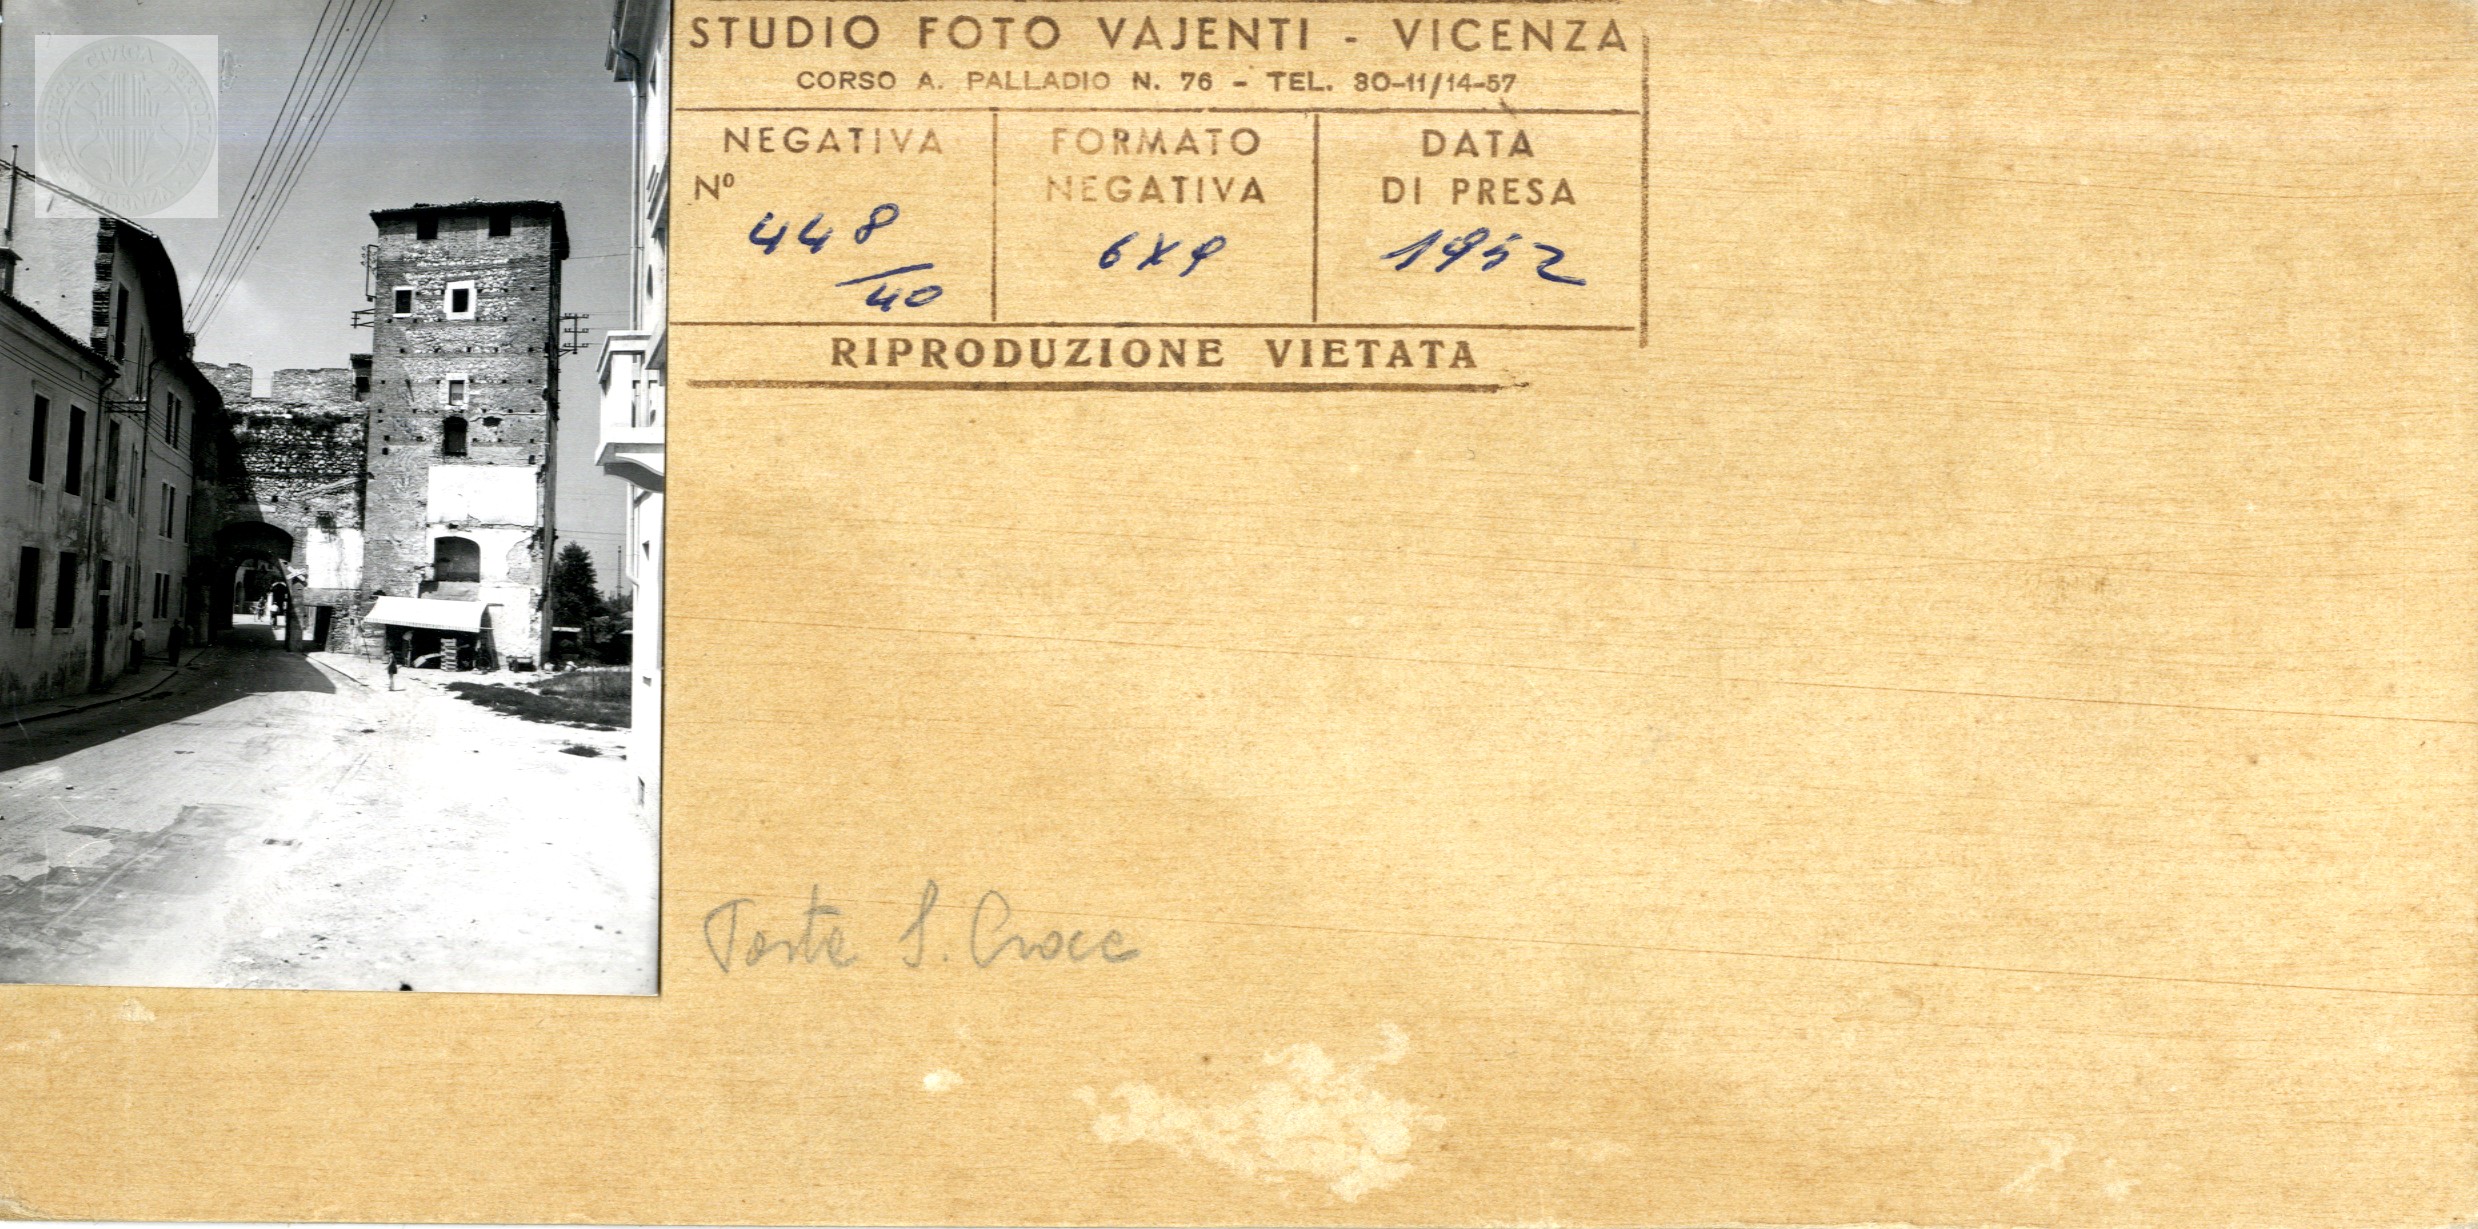 STUDIO FOTO VAJENTI - VICENZA
CORSO A. PALLADIO N. 76 - TEL. 30-11/14-57
NEGATIVA
Nº
448/40
FORMATO
NEGATIVA
6x9
DATA
DI PRESA
1952
RIPRODUZIONE VIETATA
Porta S. Croce